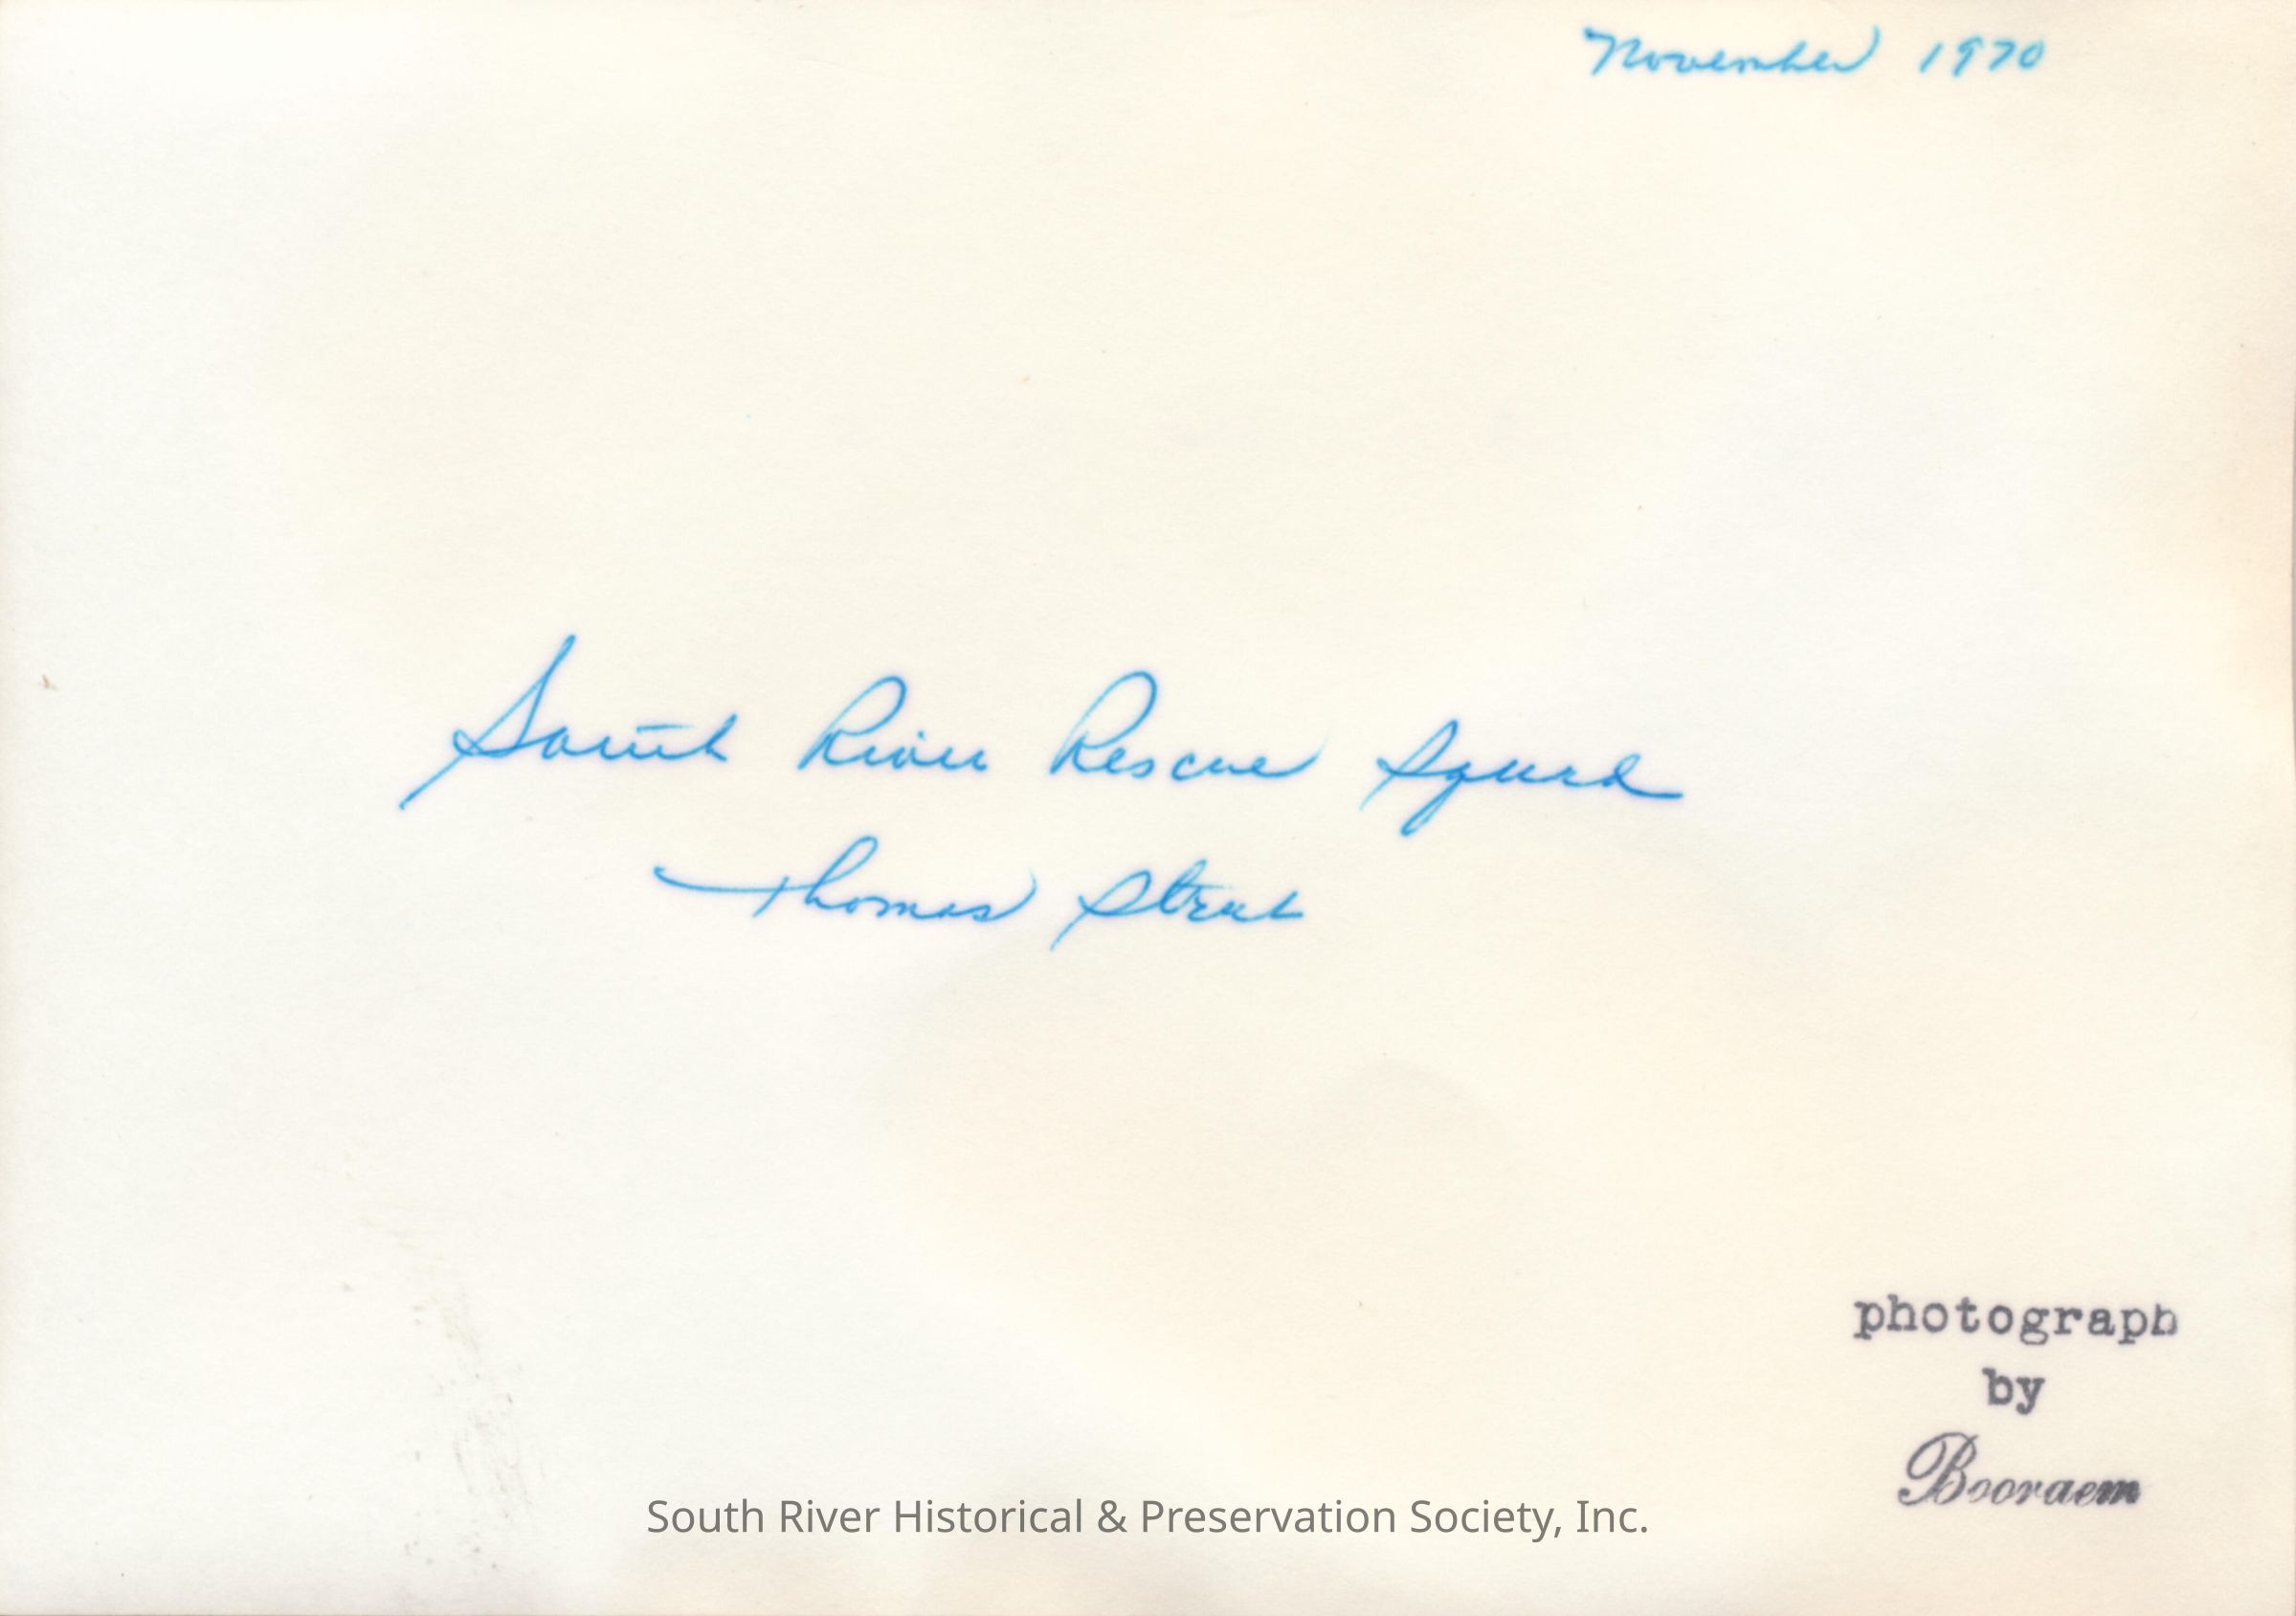 November 1970
South River Rescue Squad
Thomas Street
photograph
by
Booraem
South River Historical & Preservation Society, Inc.